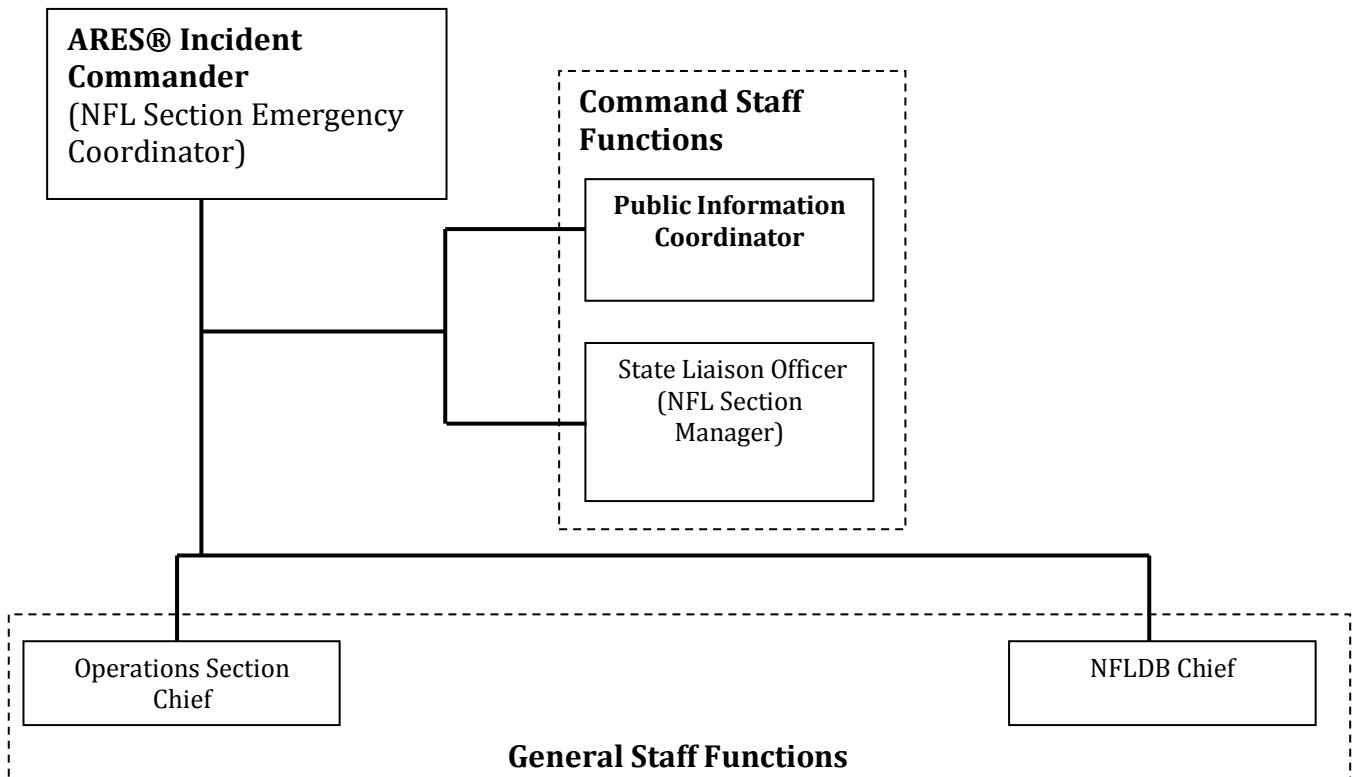 ARES® Incident
Commander
(NFL Section Emergency
Coordinator)
Command Staff
Functions
Public Information
Coordinator
State Liaison Officer
(NFL Section
Manager)
Operations Section
Chief
NFLDB Chief
General Staff Functions